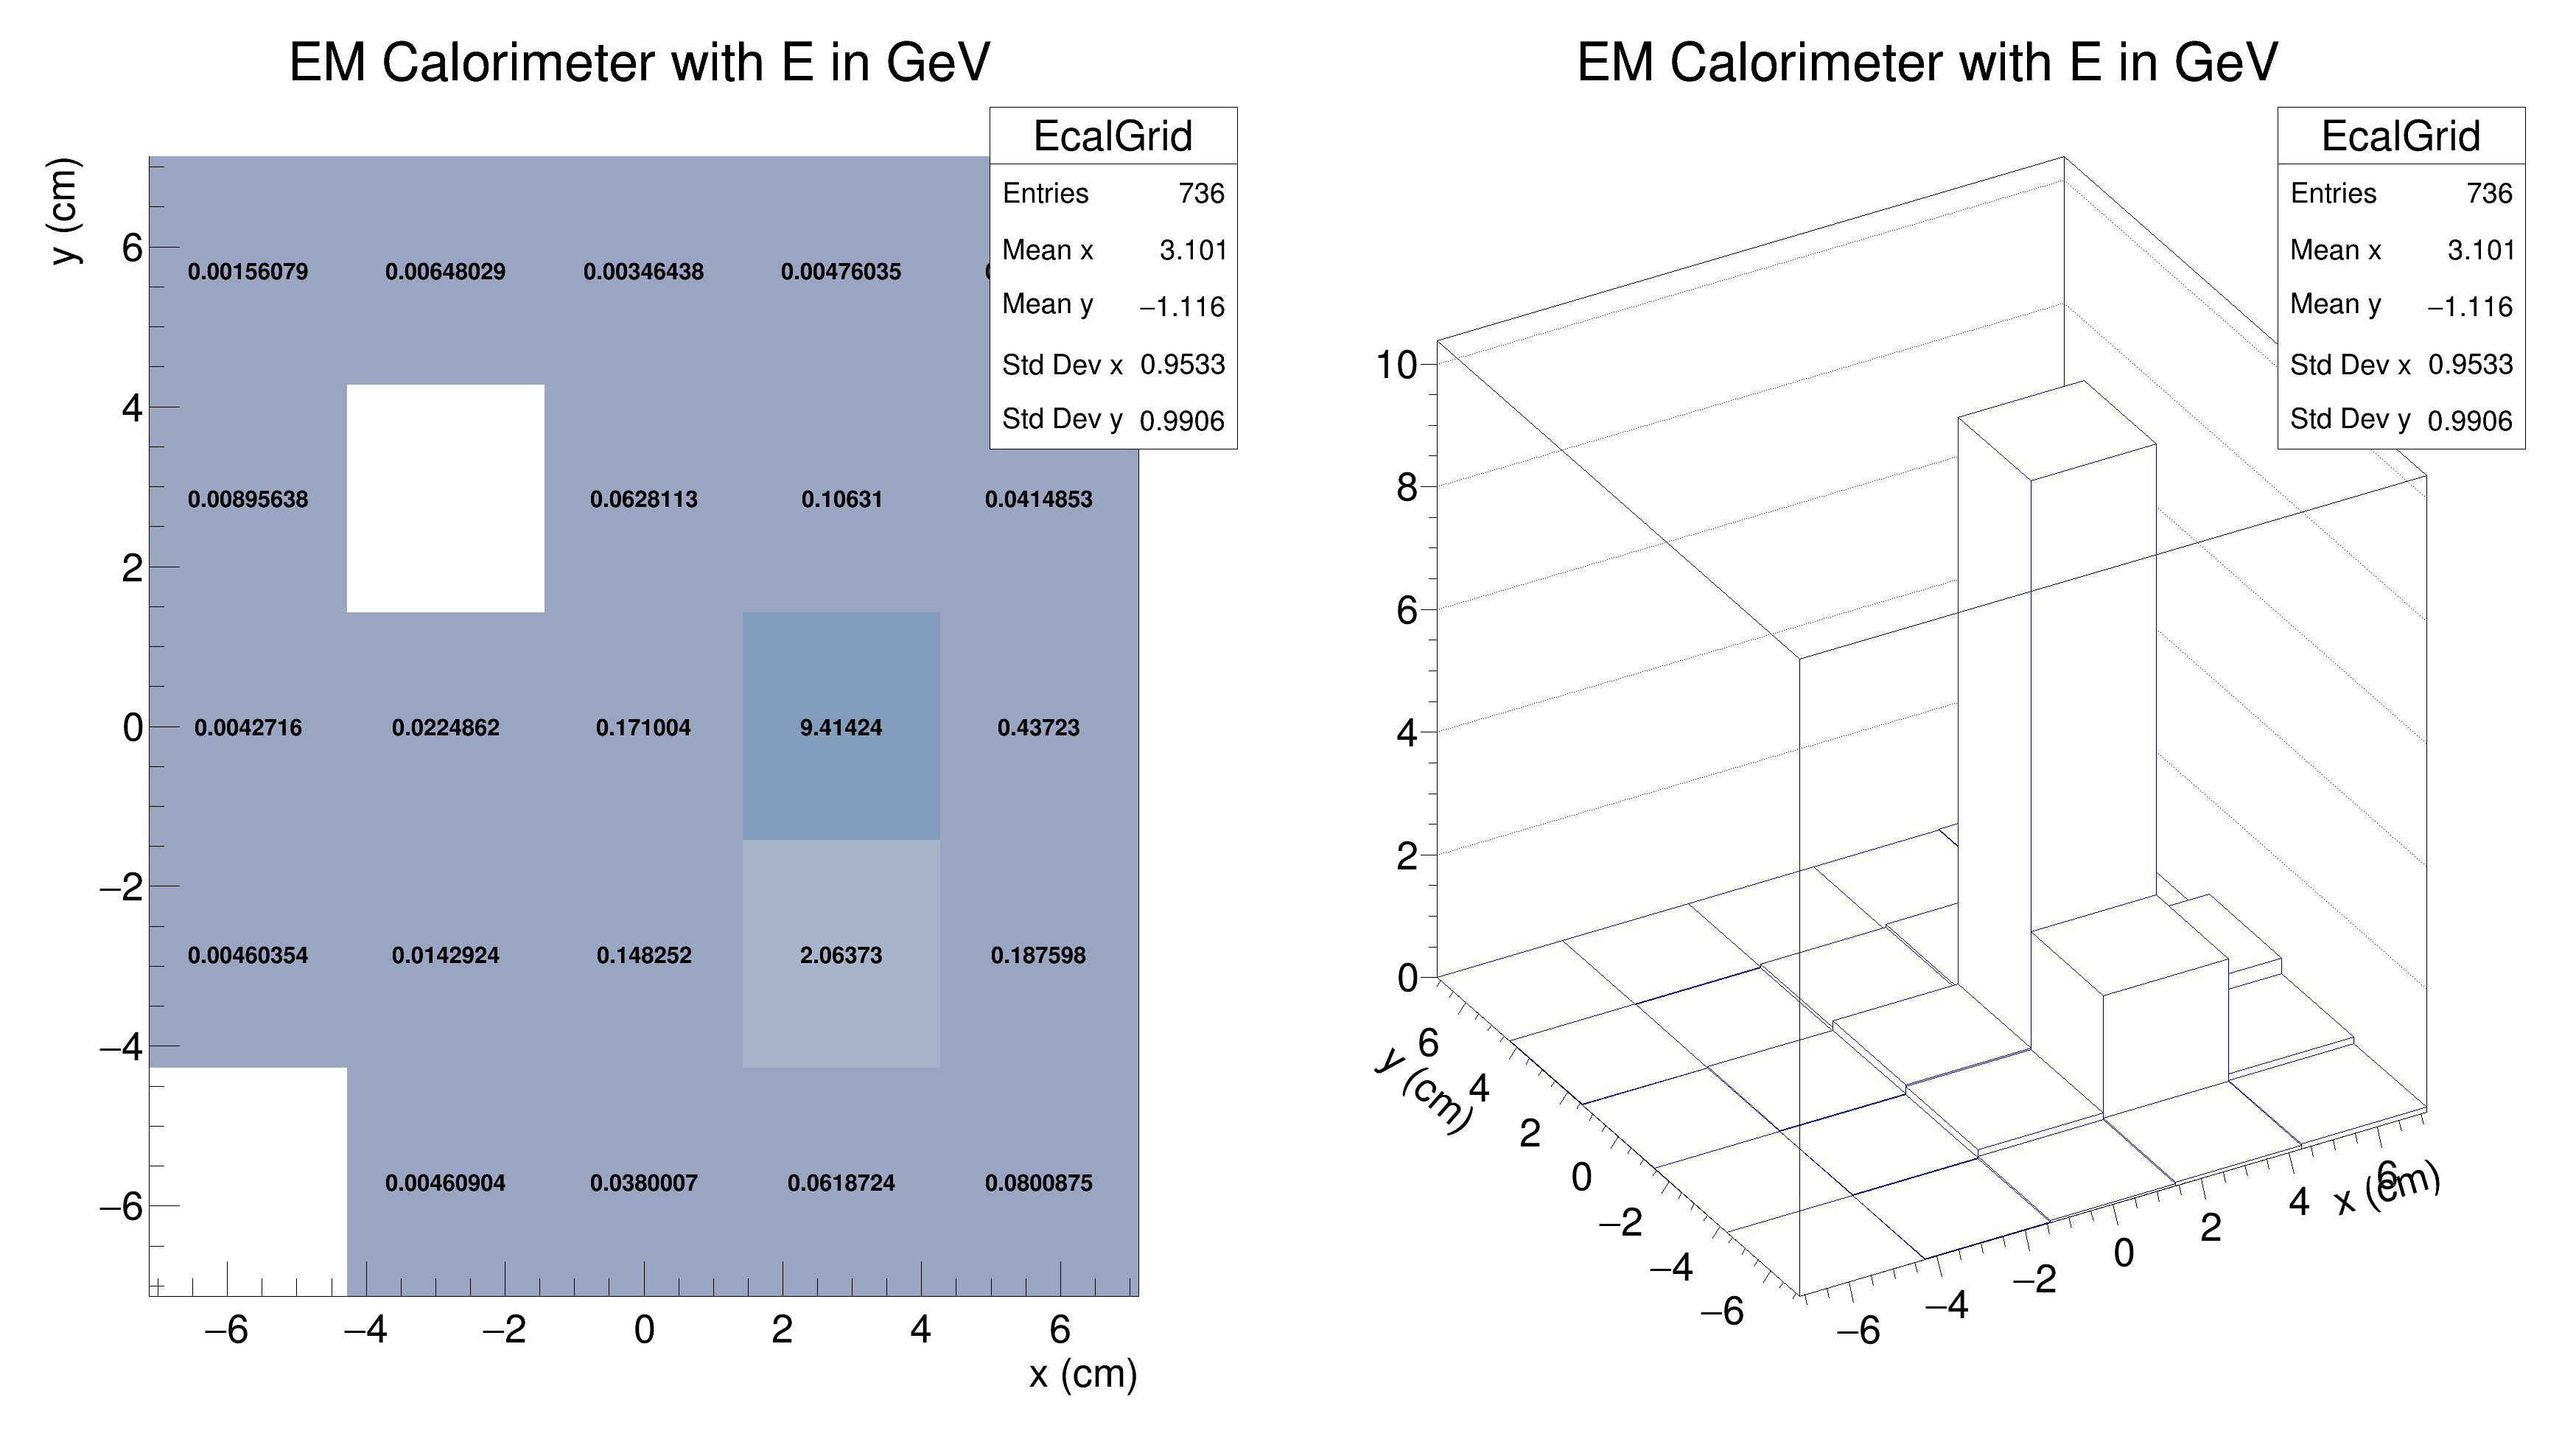 EM Calorimeter with E in GeV
EcalGrid
Entries 736
Mean x 3.101
Mean y −1.116
Std Dev x 0.9533
Std Dev y 0.9906
y (cm)
6
4
2
0
−2
−4
−6
0.00156079 0.00648029 0.00346438 0.00476035
0.00895638 0.0628113 0.10631 0.0414853
0.0042716 0.0224862 0.171004 9.41424 0.43723
0.00460354 0.0142924 0.148252 2.06373 0.187598
0.00460904 0.0380007 0.0618724 0.0800875
−6 −4 −2 0 2 4 6
x (cm)
EM Calorimeter with E in GeV
EcalGrid
Entries 736
Mean x 3.101
Mean y −1.116
Std Dev x 0.9533
Std Dev y 0.9906
10
8
6
4
2
0
y (cm)
6
4
2
0
−2
−4
−6
−6 −4 −2 0 2 4 6
x (cm)